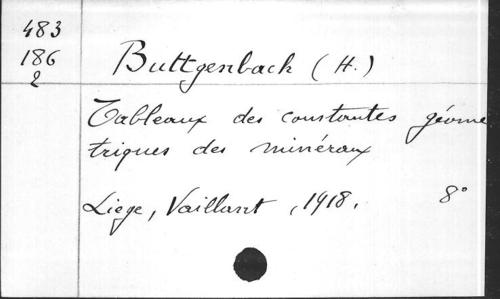 483
186
2
Buttgenbach (H.)
Tableaux des constantes géomé
triques des minéraux
Liege, Vaillant, 1918. 8°